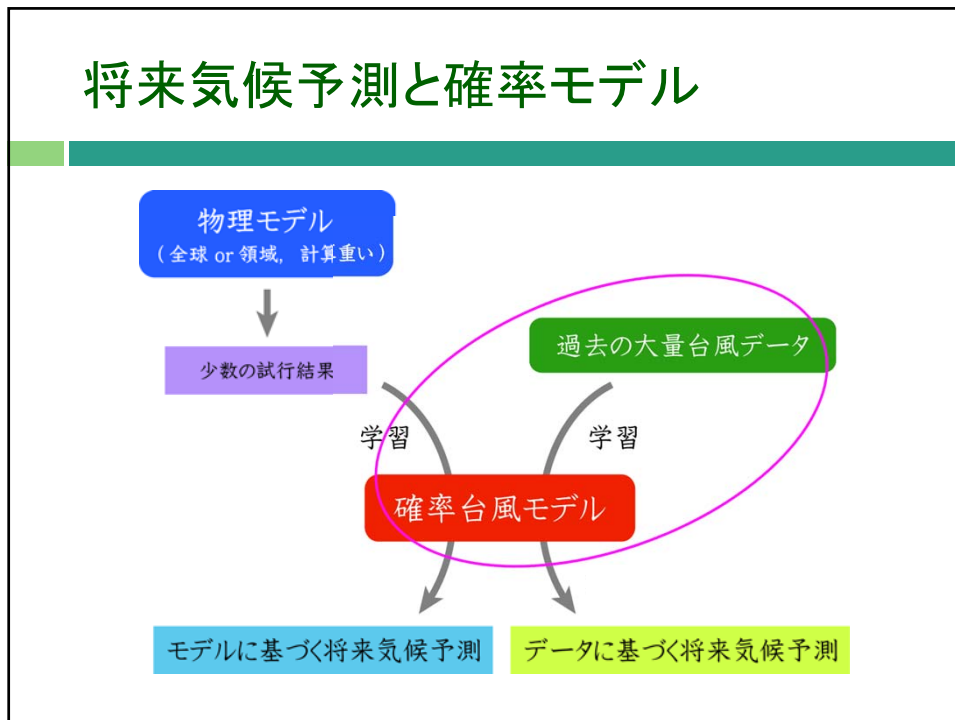 将来気候予測と確率モデル
物理モデル
(全球 or 領域, 計算重い)
過去の大量台風データ
少数の試行結果
学習
学習
確率台風モデル
モデルに基づく将来気候予測
データに基づく将来気候予測